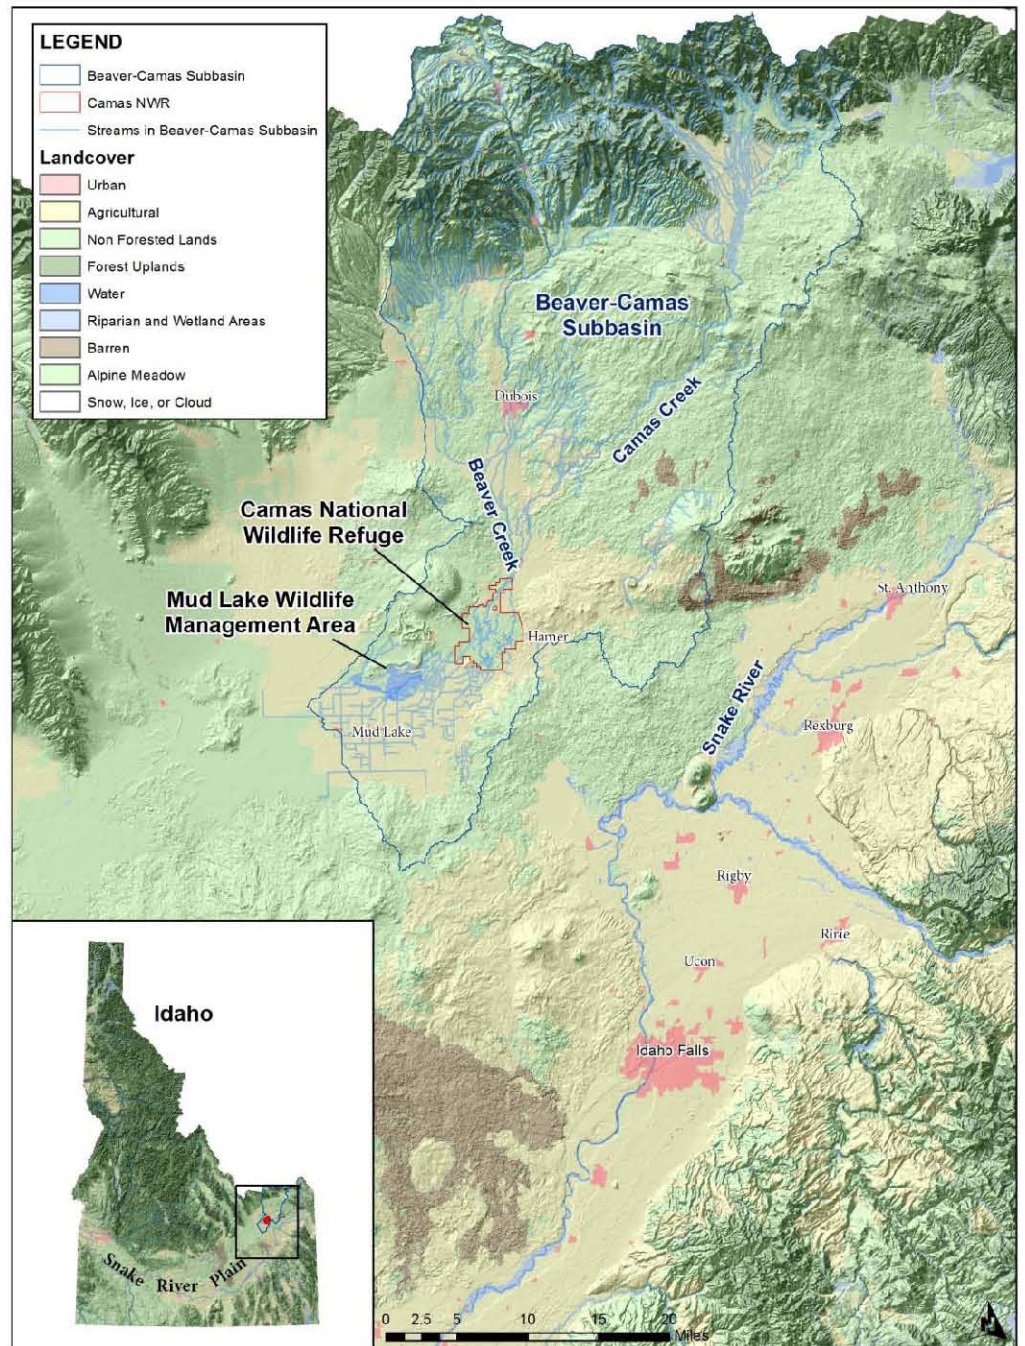 LEGEND
Beaver-Camas Subbasin
Camas NWR
Streams in Beaver-Camas Subbasin
Landcover
Urban
Agricultural
Non Forested Lands
Forest Uplands
Water
Riparian and Wetland Areas
Barren
Alpine Meadow
Snow, Ice, or Cloud
Beaver-Camas
Subbasin
Dubois
Camas Creek
Beaver Creek
Camas National
Wildlife Refuge
Mud Lake Wildlife
Management Area
Hamer
St. Anthony
Snake River
Rexburg
Mud Lake
Rigby
Ririe
Ucon
Idaho Falls
Idaho
Snake River Plain
0 2.5 5 10 15 20
Miles
N